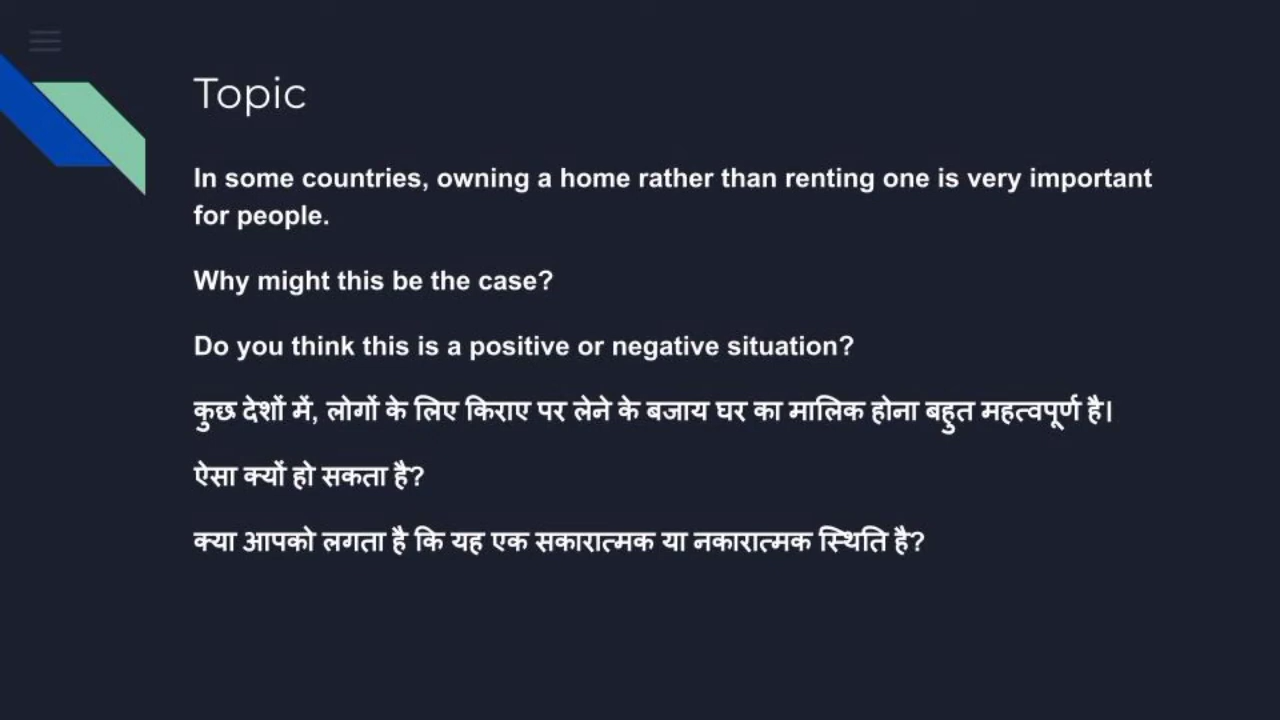 Topic
In some countries, owning a home rather than renting one is very important
for people.
Why might this be the case?
Do you think this is a positive or negative situation?
कुछ देशों में, लोगों के लिए किराए पर लेने के बजाय घर का मालिक होना बहुत महत्वपूर्ण है।
ऐसा क्यों हो सकता है?
क्या आपको लगता है कि यह एक सकारात्मक या नकारात्मक स्थिति है?